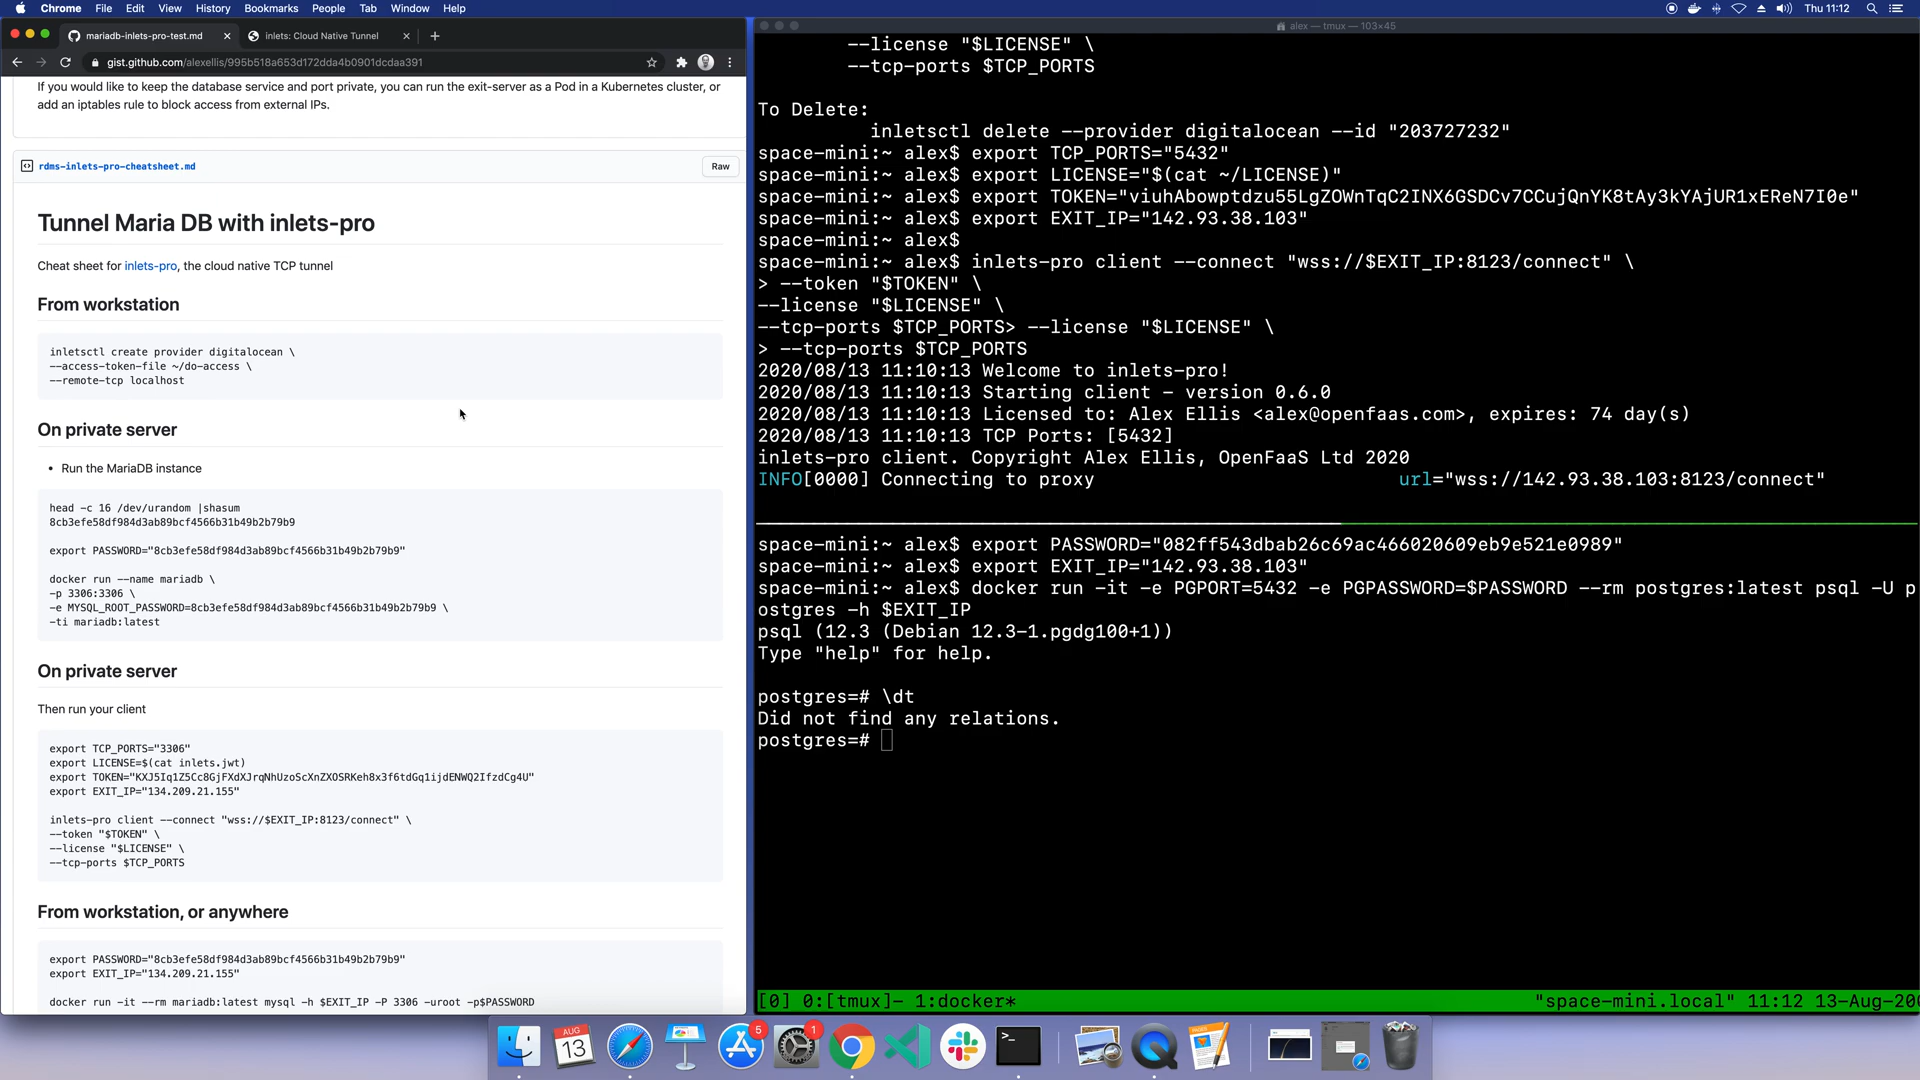 Chrome File Edit View History Bookmarks People Tab Window Help
Thu 11:12
mariadb-inlets-pro-test.md
inlets: Cloud Native Tunnel
gist.github.com/alexellis/995b518a653d172dda4b0901dcdaa391
If you would like to keep the database service and port private, you can run the exit-server as a Pod in a Kubernetes cluster, or
add an iptables rule to block access from external IPs.
rdms-inlets-pro-cheatsheet.md
Raw
Tunnel Maria DB with inlets-pro
Cheat sheet for inlets-pro, the cloud native TCP tunnel
From workstation
inletsctl create provider digitalocean \
--access-token-file ~/do-access \
--remote-tcp localhost
On private server
• Run the MariaDB instance
head -c 16 /dev/urandom |shasum
8cb3efe58df984d3ab89bcf4566b31b49b2b79b9
export PASSWORD="8cb3efe58df984d3ab89bcf4566b31b49b2b79b9"
docker run --name mariadb \
-p 3306:3306 \
-e MYSQL_ROOT_PASSWORD=8cb3efe58df984d3ab89bcf4566b31b49b2b79b9 \
-ti mariadb:latest
On private server
Then run your client
export TCP_PORTS="3306"
export LICENSE=$(cat inlets.jwt)
export TOKEN="KXJ5Iq1Z5Cc8GjFXdXJrqNhUzoScXnZXOSRKeh8x3f6tdGq1ijdENWQ2IfzdCg4U"
export EXIT_IP="134.209.21.155"
inlets-pro client --connect "wss://$EXIT_IP:8123/connect" \
--token "$TOKEN" \
--license "$LICENSE" \
--tcp-ports $TCP_PORTS
From workstation, or anywhere
export PASSWORD="8cb3efe58df984d3ab89bcf4566b31b49b2b79b9"
export EXIT_IP="134.209.21.155"
docker run -it --rm mariadb:latest mysql -h $EXIT_IP -P 3306 -uroot -p$PASSWORD
alex — tmux — 103×45
--license "$LICENSE" \
--tcp-ports $TCP_PORTS
To Delete:
inletsctl delete --provider digitalocean --id "203727232"
space-mini:~ alex$ export TCP_PORTS="5432"
space-mini:~ alex$ export LICENSE="$(cat ~/LICENSE)"
space-mini:~ alex$ export TOKEN="viuhAbowptdzu55LgZOWnTqC2INX6GSDCv7CCujQnYK8tAy3kYAjUR1xEReN7I0e"
space-mini:~ alex$ export EXIT_IP="142.93.38.103"
space-mini:~ alex$
space-mini:~ alex$ inlets-pro client --connect "wss://$EXIT_IP:8123/connect" \
> --token "$TOKEN" \
--license "$LICENSE" \
--tcp-ports $TCP_PORTS> --license "$LICENSE" \
> --tcp-ports $TCP_PORTS
2020/08/13 11:10:13 Welcome to inlets-pro!
2020/08/13 11:10:13 Starting client - version 0.6.0
2020/08/13 11:10:13 Licensed to: Alex Ellis <alex@openfaas.com>, expires: 74 day(s)
2020/08/13 11:10:13 TCP Ports: [5432]
inlets-pro client. Copyright Alex Ellis, OpenFaaS Ltd 2020
INFO[0000] Connecting to proxy url="wss://142.93.38.103:8123/connect"
space-mini:~ alex$ export PASSWORD="082ff543dbab26c69ac466020609eb9e521e0989"
space-mini:~ alex$ export EXIT_IP="142.93.38.103"
space-mini:~ alex$ docker run -it -e PGPORT=5432 -e PGPASSWORD=$PASSWORD --rm postgres:latest psql -U p
ostgres -h $EXIT_IP
psql (12.3 (Debian 12.3-1.pgdg100+1))
Type "help" for help.
postgres=# \dt
Did not find any relations.
postgres=#
[0] 0:[tmux]- 1:docker* "space-mini.local" 11:12 13-Aug-20
AUG
13
5
1